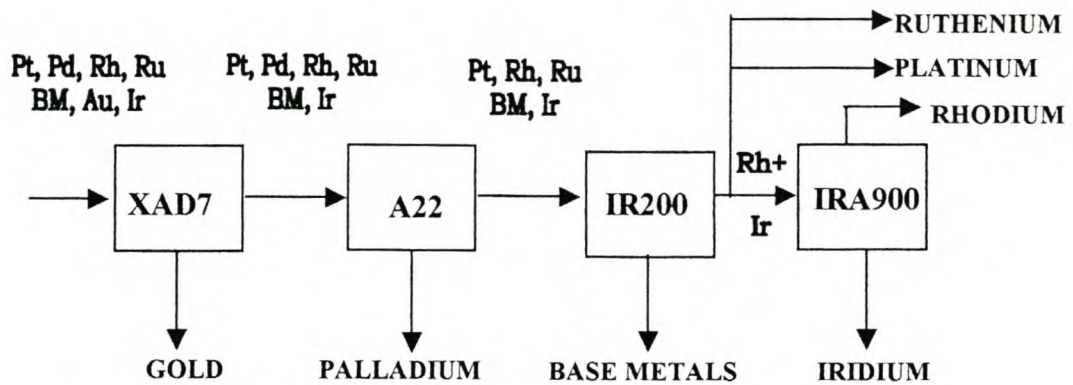 RUTHENIUM
Pt, Pd, Rh, Ru
BM, Au, Ir
Pt, Pd, Rh, Ru
BM, Ir
Pt, Rh, Ru
BM, Ir
PLATINUM
RHODIUM
XAD7
A22
IR200
Rh+
Ir
IRA900
GOLD
PALLADIUM
BASE METALS
IRIDIUM